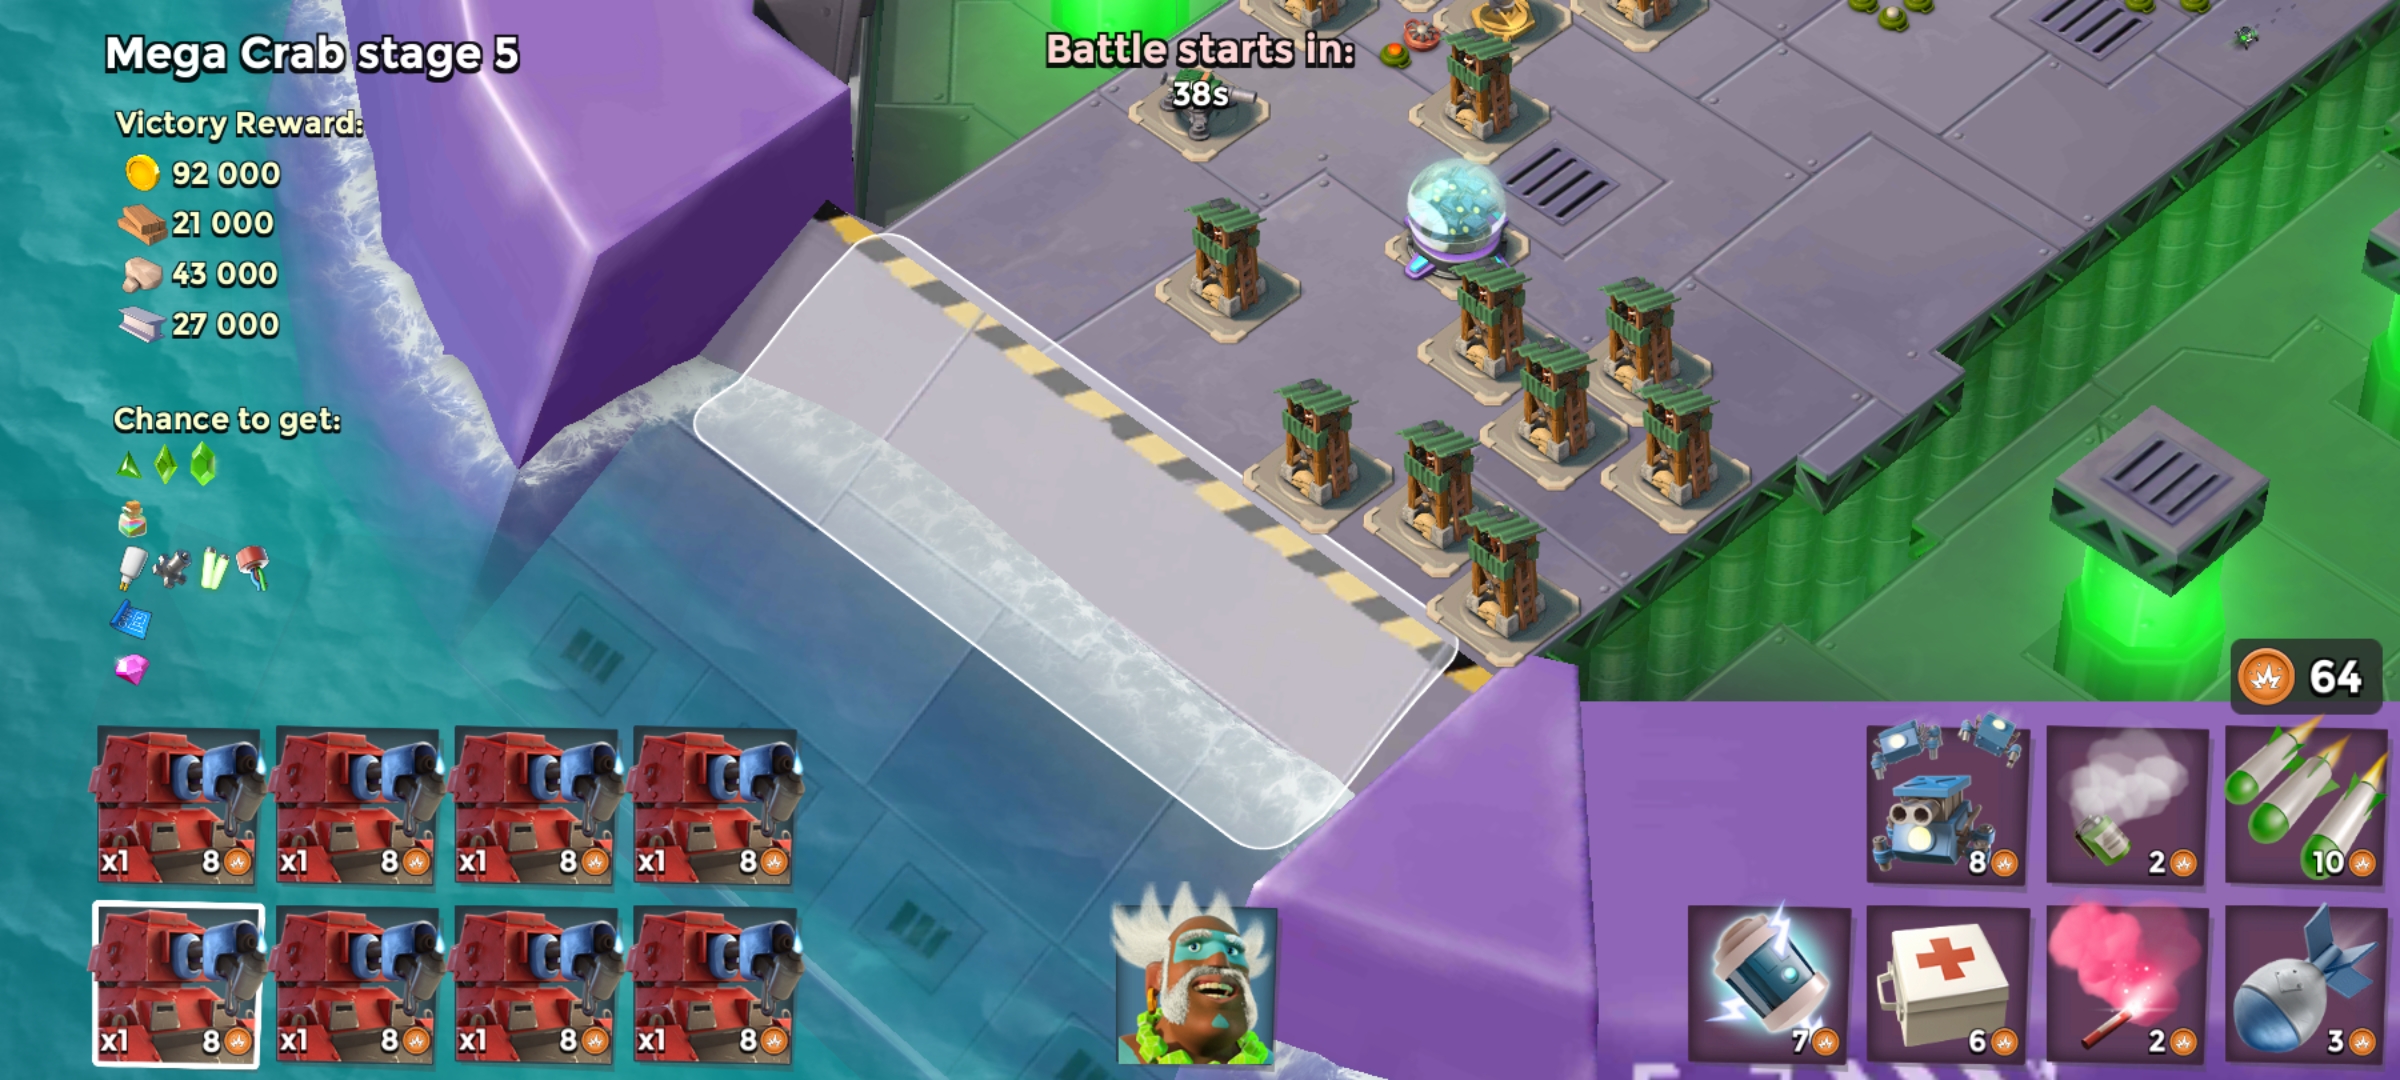 Mega Crab stage 5
Battle starts in:
38s
Victory Reward:
92 000
21 000
43 000
27 000
Chance to get:
64
x1 8
x1 8
x1 8
x1 8
8
2
10
x1 8
x1 8
x1 8
x1 8
7
6
2
3